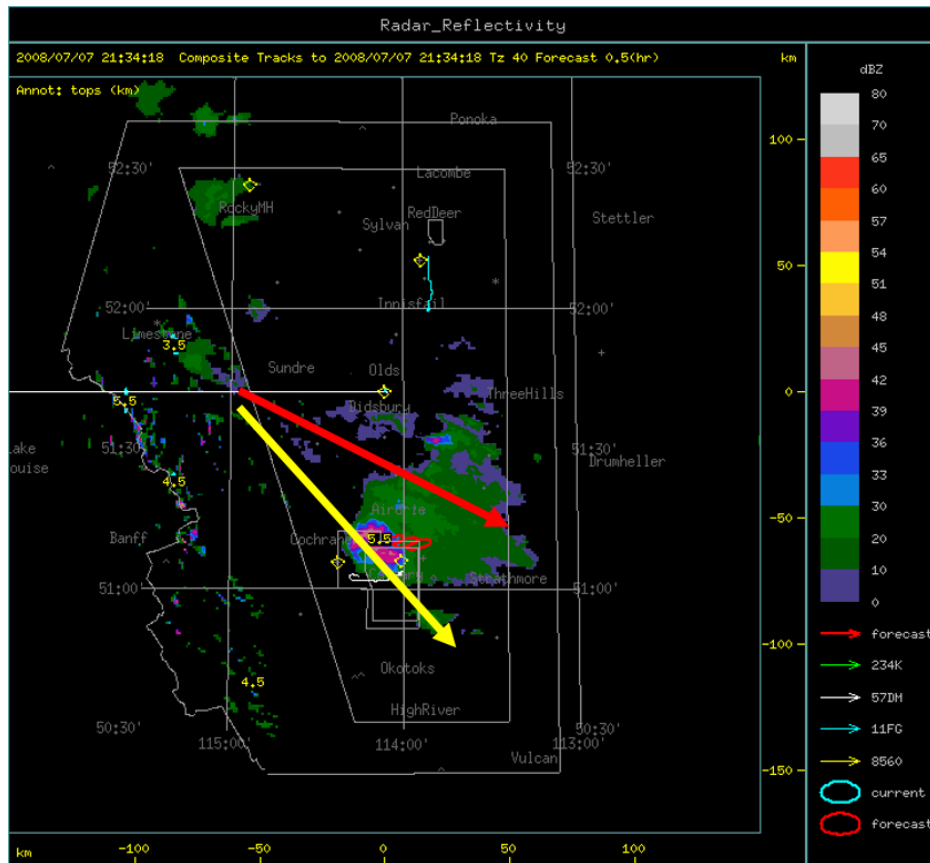 Radar_Reflectivity
2008/07/07 21:34:18 Composite Tracks to 2008/07/07 21:34:18 Tz 40 Forecast 0.5(hr) km
Annot: tops (km)
dBZ
80
70
65
60
57
54
51
48
45
42
39
36
33
30
20
10
0
forecast
234K
57DM
11FG
8560
current
forecast
100
50
0
-50
-100
-150
Ponoka
52:30' 52:30'
Lacombe
RockyMH
RedDeer
Sylvan
Stettler
52:00' 52:00'
Innisfail
Limestone
3.5
Sundre
Olds
5.5
ThreeHills
Didsbury
51:30' 51:30'
Lake
ouise
Drumheller
4.5
Airdrie
Banff
Cochrane
5.5
Calgary
Strathmore
51:00' 51:00'
Okotoks
4.5
HighRiver
50:30' 50:30'
115:00' 114:00' 113:00'
Vulcan
km -100 -50 0 50 100